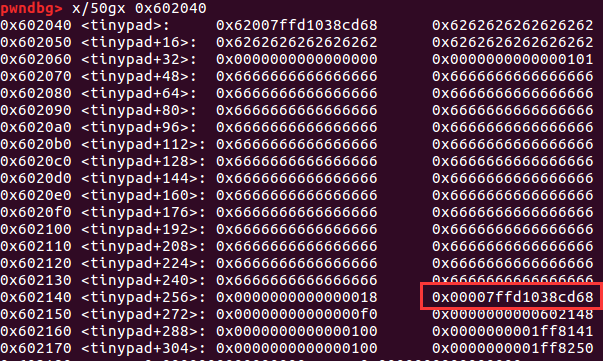 pwndbg> x/50gx 0x602040
0x602040 <tinypad>: 0x62007ffd1038cd68 0x6262626262626262
0x602050 <tinypad+16>: 0x6262626262626262 0x6262626262626262
0x602060 <tinypad+32>: 0x0000000000000000 0x0000000000000101
0x602070 <tinypad+48>: 0x6666666666666666 0x6666666666666666
0x602080 <tinypad+64>: 0x6666666666666666 0x6666666666666666
0x602090 <tinypad+80>: 0x6666666666666666 0x6666666666666666
0x6020a0 <tinypad+96>: 0x6666666666666666 0x6666666666666666
0x6020b0 <tinypad+112>: 0x6666666666666666 0x6666666666666666
0x6020c0 <tinypad+128>: 0x6666666666666666 0x6666666666666666
0x6020d0 <tinypad+144>: 0x6666666666666666 0x6666666666666666
0x6020e0 <tinypad+160>: 0x6666666666666666 0x6666666666666666
0x6020f0 <tinypad+176>: 0x6666666666666666 0x6666666666666666
0x602100 <tinypad+192>: 0x6666666666666666 0x6666666666666666
0x602110 <tinypad+208>: 0x6666666666666666 0x6666666666666666
0x602120 <tinypad+224>: 0x6666666666666666 0x6666666666666666
0x602130 <tinypad+240>: 0x6666666666666666 0x6666666666666666
0x602140 <tinypad+256>: 0x0000000000000018 0x00007ffd1038cd68
0x602150 <tinypad+272>: 0x00000000000000f0 0x0000000000602148
0x602160 <tinypad+288>: 0x0000000000000100 0x0000000001ff8141
0x602170 <tinypad+304>: 0x0000000000000100 0x0000000001ff8250